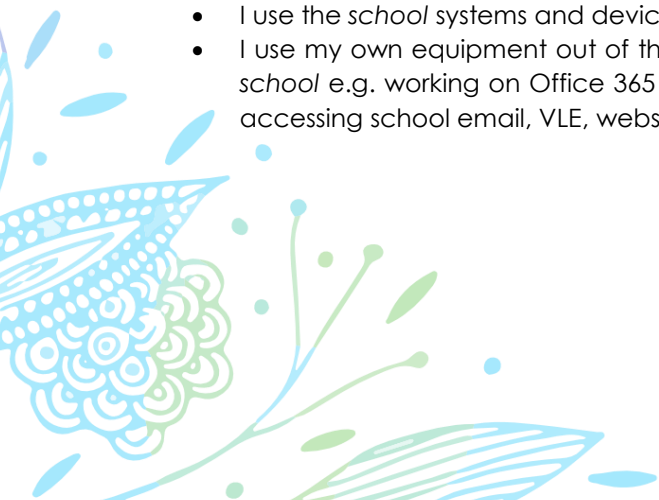 • I use the school systems and devic
• I use my own equipment out of th
school e.g. working on Office 365
accessing school email, VLE, webs